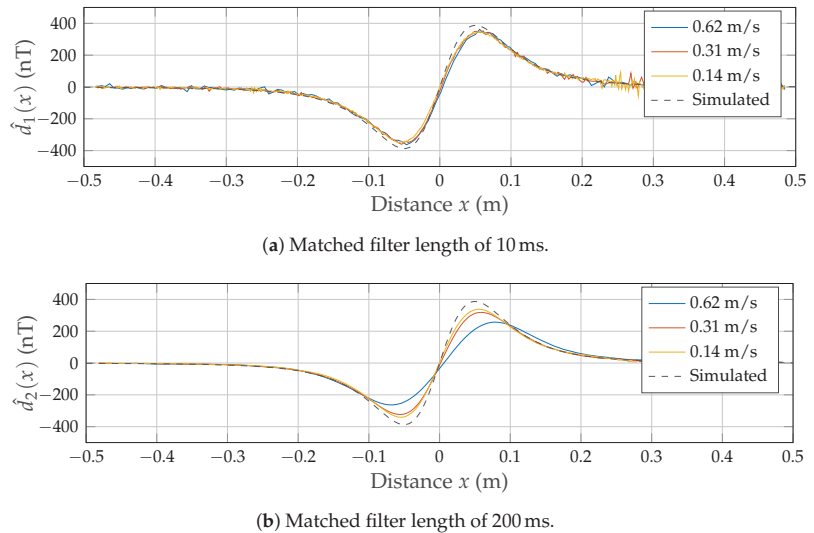 400
200
0
−200
−400
d̂₁(x) (nT)
0.62 m/s
0.31 m/s
0.14 m/s
Simulated
−0.5 −0.4 −0.3 −0.2 −0.1 0 0.1 0.2 0.3 0.4 0.5
Distance x (m)
(a) Matched filter length of 10 ms.
400
200
0
−200
−400
d̂₂(x) (nT)
0.62 m/s
0.31 m/s
0.14 m/s
Simulated
−0.5 −0.4 −0.3 −0.2 −0.1 0 0.1 0.2 0.3 0.4 0.5
Distance x (m)
(b) Matched filter length of 200 ms.